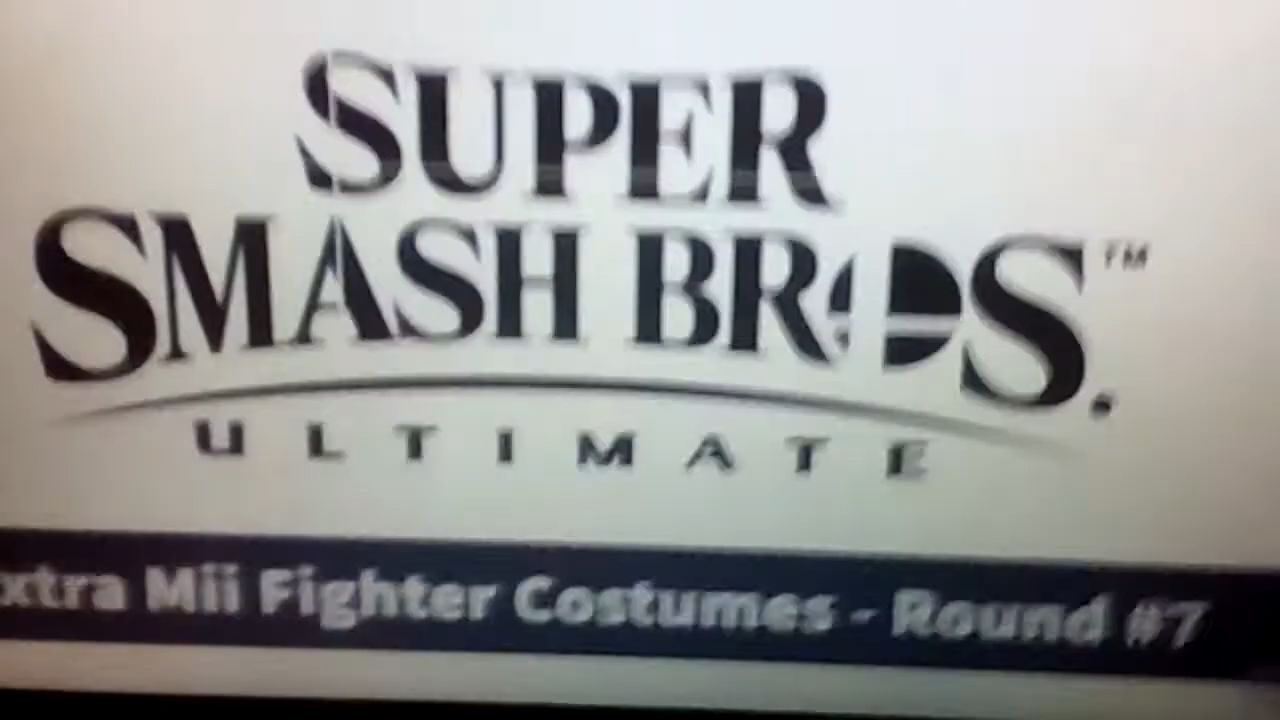 SUPER
SMASH BROS.™
ULTIMATE
xtra Mii Fighter Costumes - Round #7